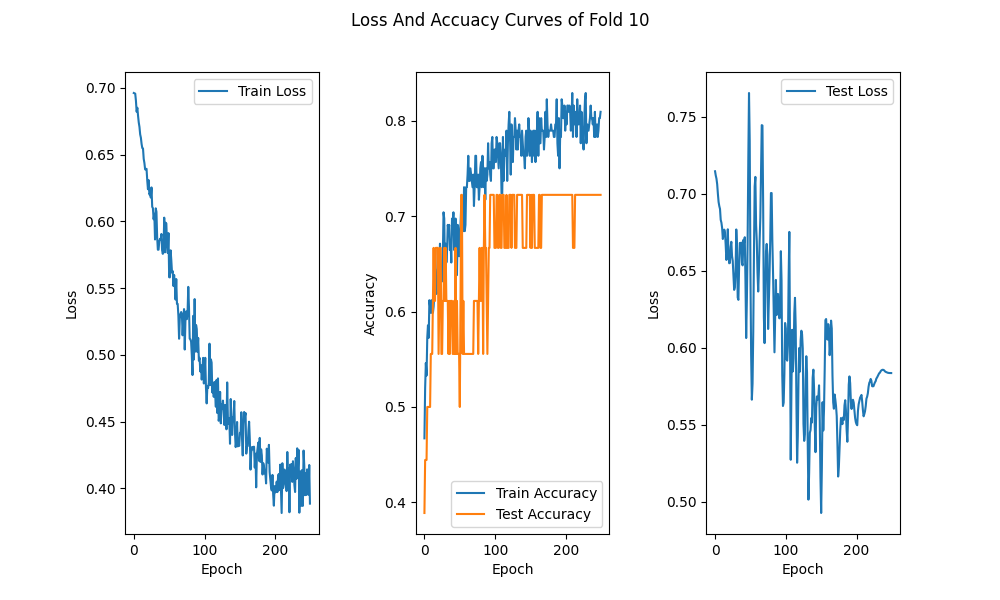 Loss And Accuacy Curves of Fold 10
Train Loss
0.70
0.65
0.60
0.55
0.50
0.45
0.40
Loss
0
100
200
Epoch
0.8
0.7
0.6
0.5
0.4
Accuracy
Train Accuracy
Test Accuracy
0
100
200
Epoch
Test Loss
0.75
0.70
0.65
0.60
0.55
0.50
Loss
0
100
200
Epoch